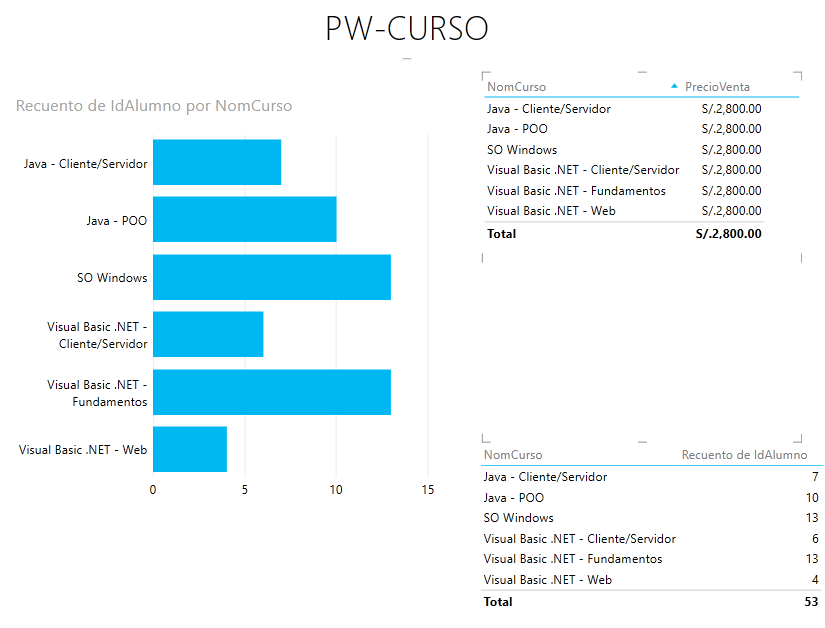 PW-CURSO
Recuento de IdAlumno por NomCurso
Java - Cliente/Servidor
Java - POO
SO Windows
Visual Basic .NET -
Cliente/Servidor
Visual Basic .NET -
Fundamentos
Visual Basic .NET - Web
0 5 10 15
NomCurso PrecioVenta
Java - Cliente/Servidor S/.2,800.00
Java - POO S/.2,800.00
SO Windows S/.2,800.00
Visual Basic .NET - Cliente/Servidor S/.2,800.00
Visual Basic .NET - Fundamentos S/.2,800.00
Visual Basic .NET - Web S/.2,800.00
Total S/.2,800.00
NomCurso Recuento de IdAlumno
Java - Cliente/Servidor 7
Java - POO 10
SO Windows 13
Visual Basic .NET - Cliente/Servidor 6
Visual Basic .NET - Fundamentos 13
Visual Basic .NET - Web 4
Total 53